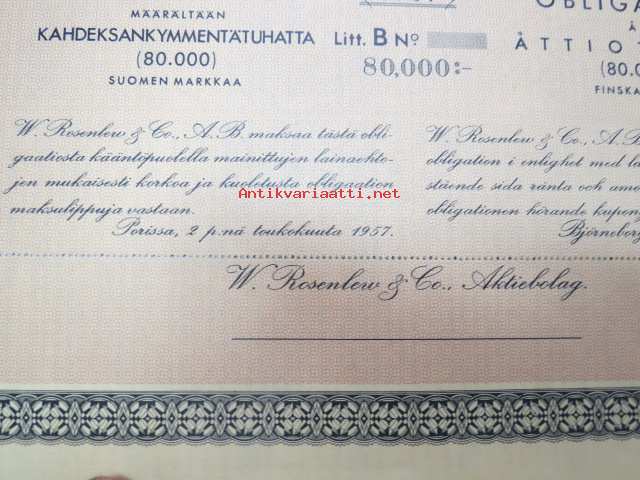 MÄÄRÄLTÄÄN
KAHDEKSANKYMMENTÄTUHATTA
(80.000)
SUOMEN MARKKAA
Litt. B No
80,000:-
OBLIGA
Å
ÅTTIO
(80.0
FINSKA
W. Rosenlew & Co., A.B. maksaa tästä obli-
gaatiosta kääntöpuolella mainittujen lainaehto-
jen mukaisesti korkoa ja kuoletusta obligaation
maksulippuja vastaan.
Porissa, 2 p:nä toukokuuta 1957.
W. Rosenlew & Co., A.B.
obligation i enlighet med la
stående sida ränta och amo
obligationen hörande kupon
Björneborg
Antikvariaatti.net
W. Rosenlew & Co., Aktiebolag.